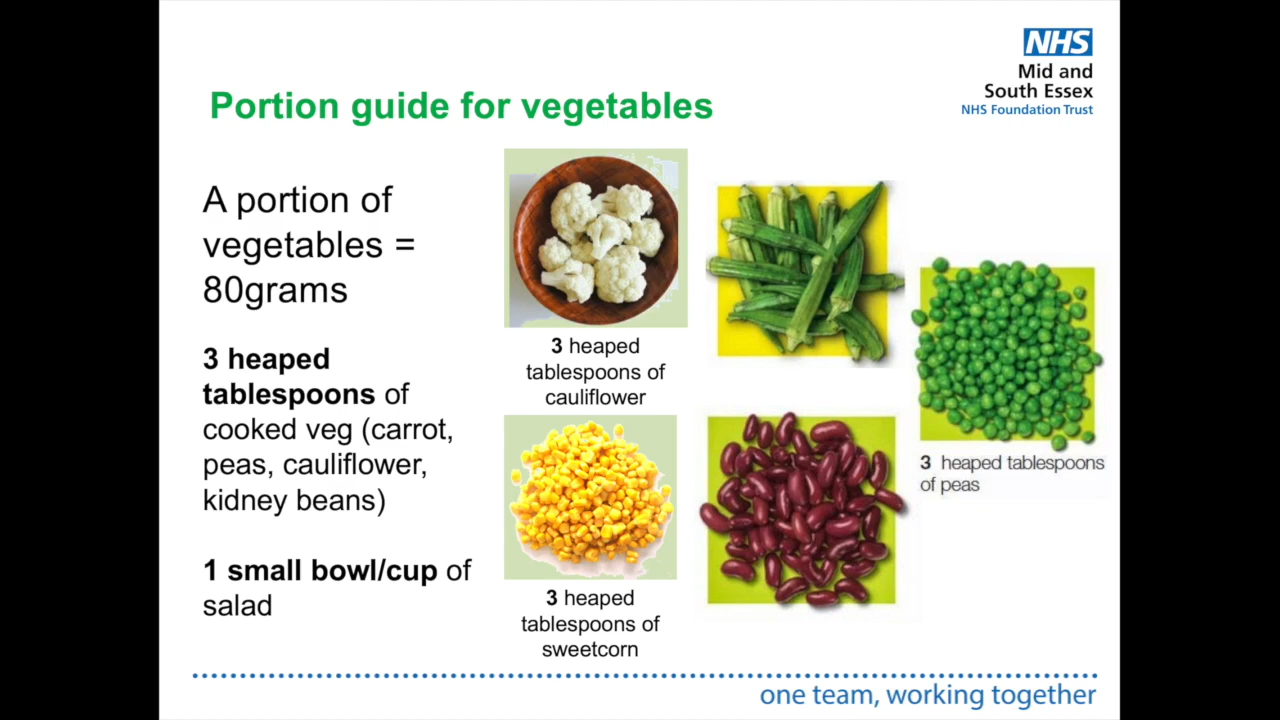 NHS
Mid and
South Essex
NHS Foundation Trust
Portion guide for vegetables
A portion of
vegetables =
80grams
3 heaped
tablespoons of
cooked veg (carrot,
peas, cauliflower,
kidney beans)
1 small bowl/cup of
salad
3 heaped
tablespoons of
cauliflower
3 heaped
tablespoons of
sweetcorn
3 heaped tablespoons
of peas
one team, working together